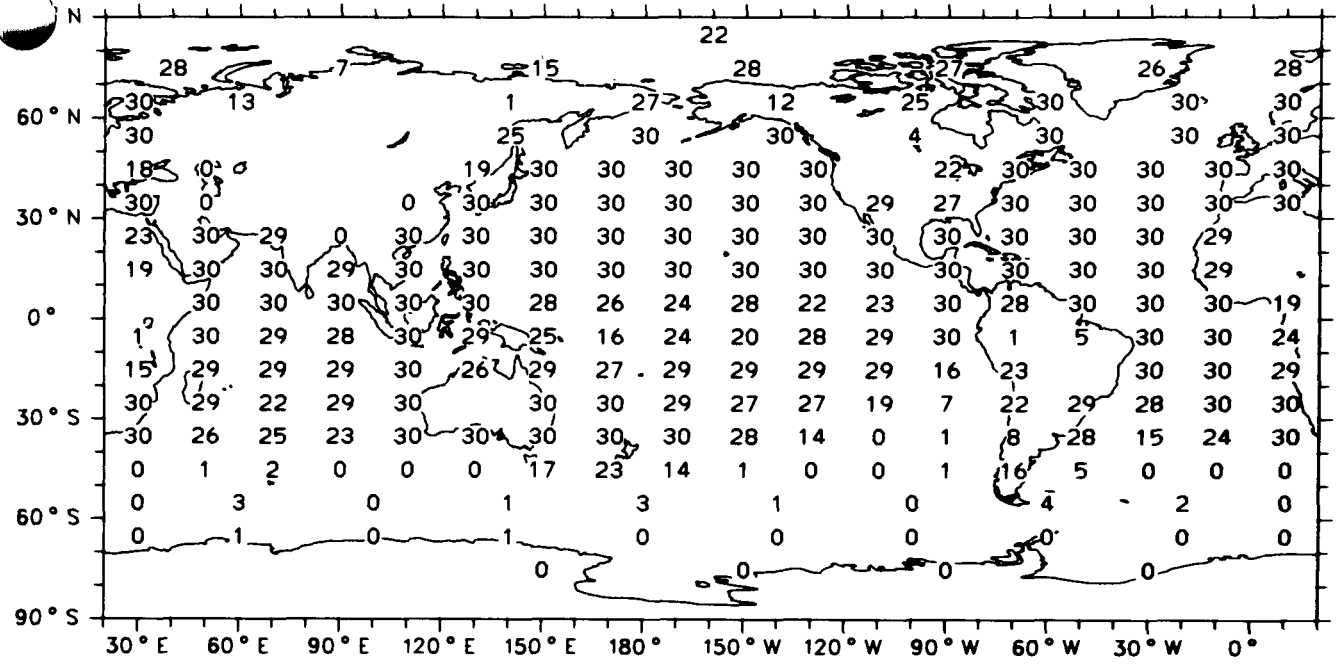 N
22
28 7 15 28 27 26 28
30 13 1 27 12 25 30 30 30
60° N
30 25 30 30 4 30 30 30
18 0 19 30 30 30 30 30 22 30 30 30 30 30
30 0 0 30 30 30 30 30 29 27 30 30 30 30 30
30° N
23 30 29 0 30 30 30 30 30 30 30 30 30 30 30 29
19 30 30 29 30 30 30 30 30 30 30 30 30 30 30 29
30 30 30 30 30 28 26 24 28 22 23 30 28 30 30 30 19
0°
1 30 29 28 30 29 25 16 24 20 28 29 30 1 5 30 30 24
15 29 29 29 30 26 29 27 29 29 29 29 16 23 30 30 29
30 29 22 29 30 30 30 29 27 27 19 7 22 29 28 30 30
30° S
30 26 25 23 30 30 30 30 30 28 14 0 1 8 28 15 24 30
0 1 2 0 0 0 17 23 14 1 0 0 1 16 5 0 0 0
0 3 0 1 3 1 0 4 2 0
60° S
0 1 0 1 0 0 0 0 0 0
0 0 0 0
90° S
30° E 60° E 90° E 120° E 150° E 150° W 120° W 90° W 60° W 30° W 0°